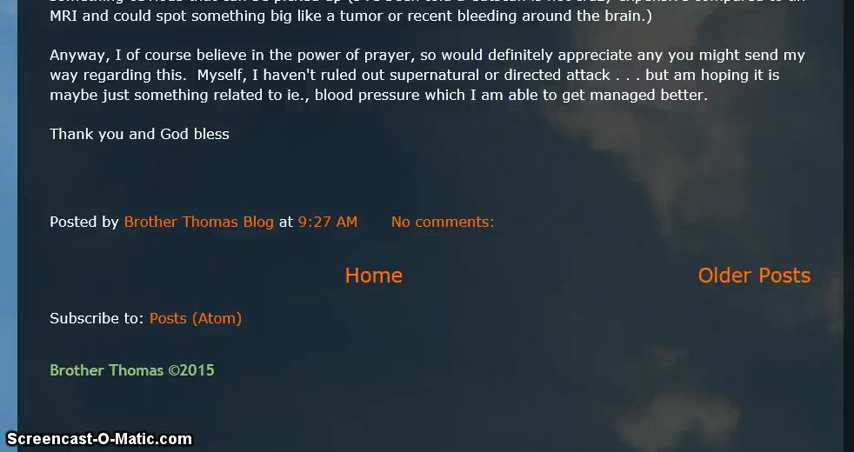 MRI and could spot something big like a tumor or recent bleeding around the brain.)
Anyway, I of course believe in the power of prayer, so would definitely appreciate any you might send my
way regarding this.  Myself, I haven't ruled out supernatural or directed attack . . . but am hoping it is
maybe just something related to ie., blood pressure which I am able to get managed better.
Thank you and God bless
Posted by Brother Thomas Blog at 9:27 AM No comments:
Home Older Posts
Subscribe to: Posts (Atom)
Brother Thomas ©2015
Screencast-O-Matic.com